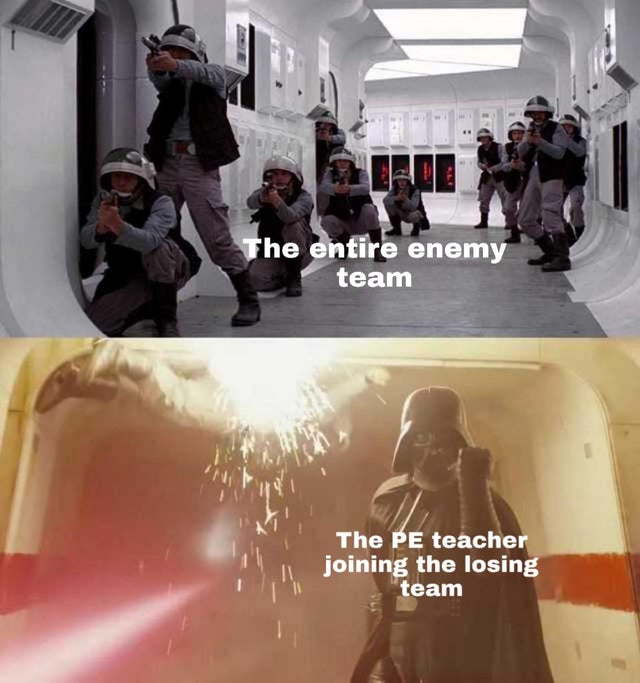 The entire enemy
team
The PE teacher
joining the losing
team